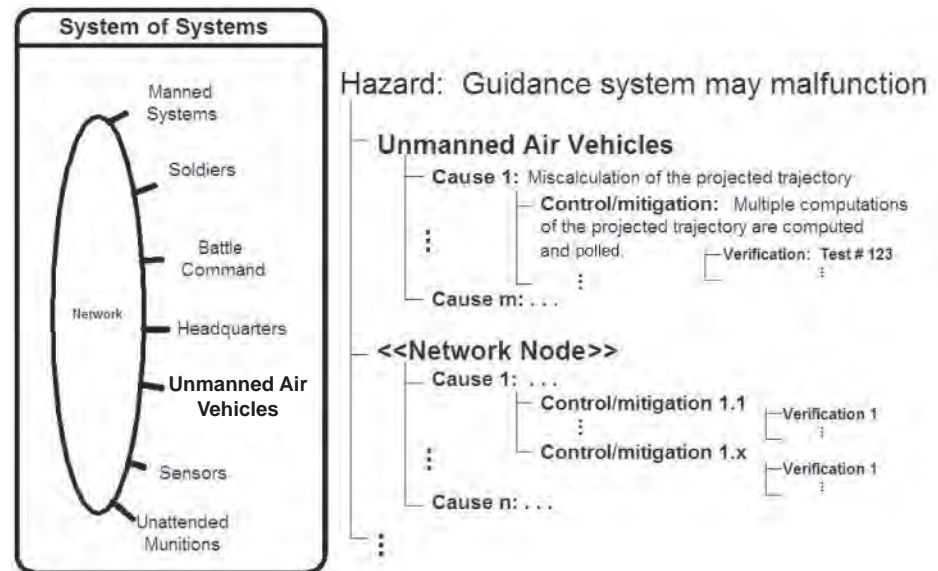 System of Systems
Manned
Systems
Soldiers
Battle
Command
Network
Headquarters
Unmanned Air
Vehicles
Sensors
Unattended
Munitions
Hazard: Guidance system may malfunction
Unmanned Air Vehicles
Cause 1: Miscalculation of the projected trajectory
Control/mitigation: Multiple computations
of the projected trajectory are computed
and polled.
Verification: Test # 123
⋮
⋮
⋮
Cause m: . . .
<<Network Node>>
Cause 1: . . .
Control/mitigation 1.1
Verification 1
⋮
⋮
Control/mitigation 1.x
Verification 1
⋮
⋮
Cause n: . . .
⋮